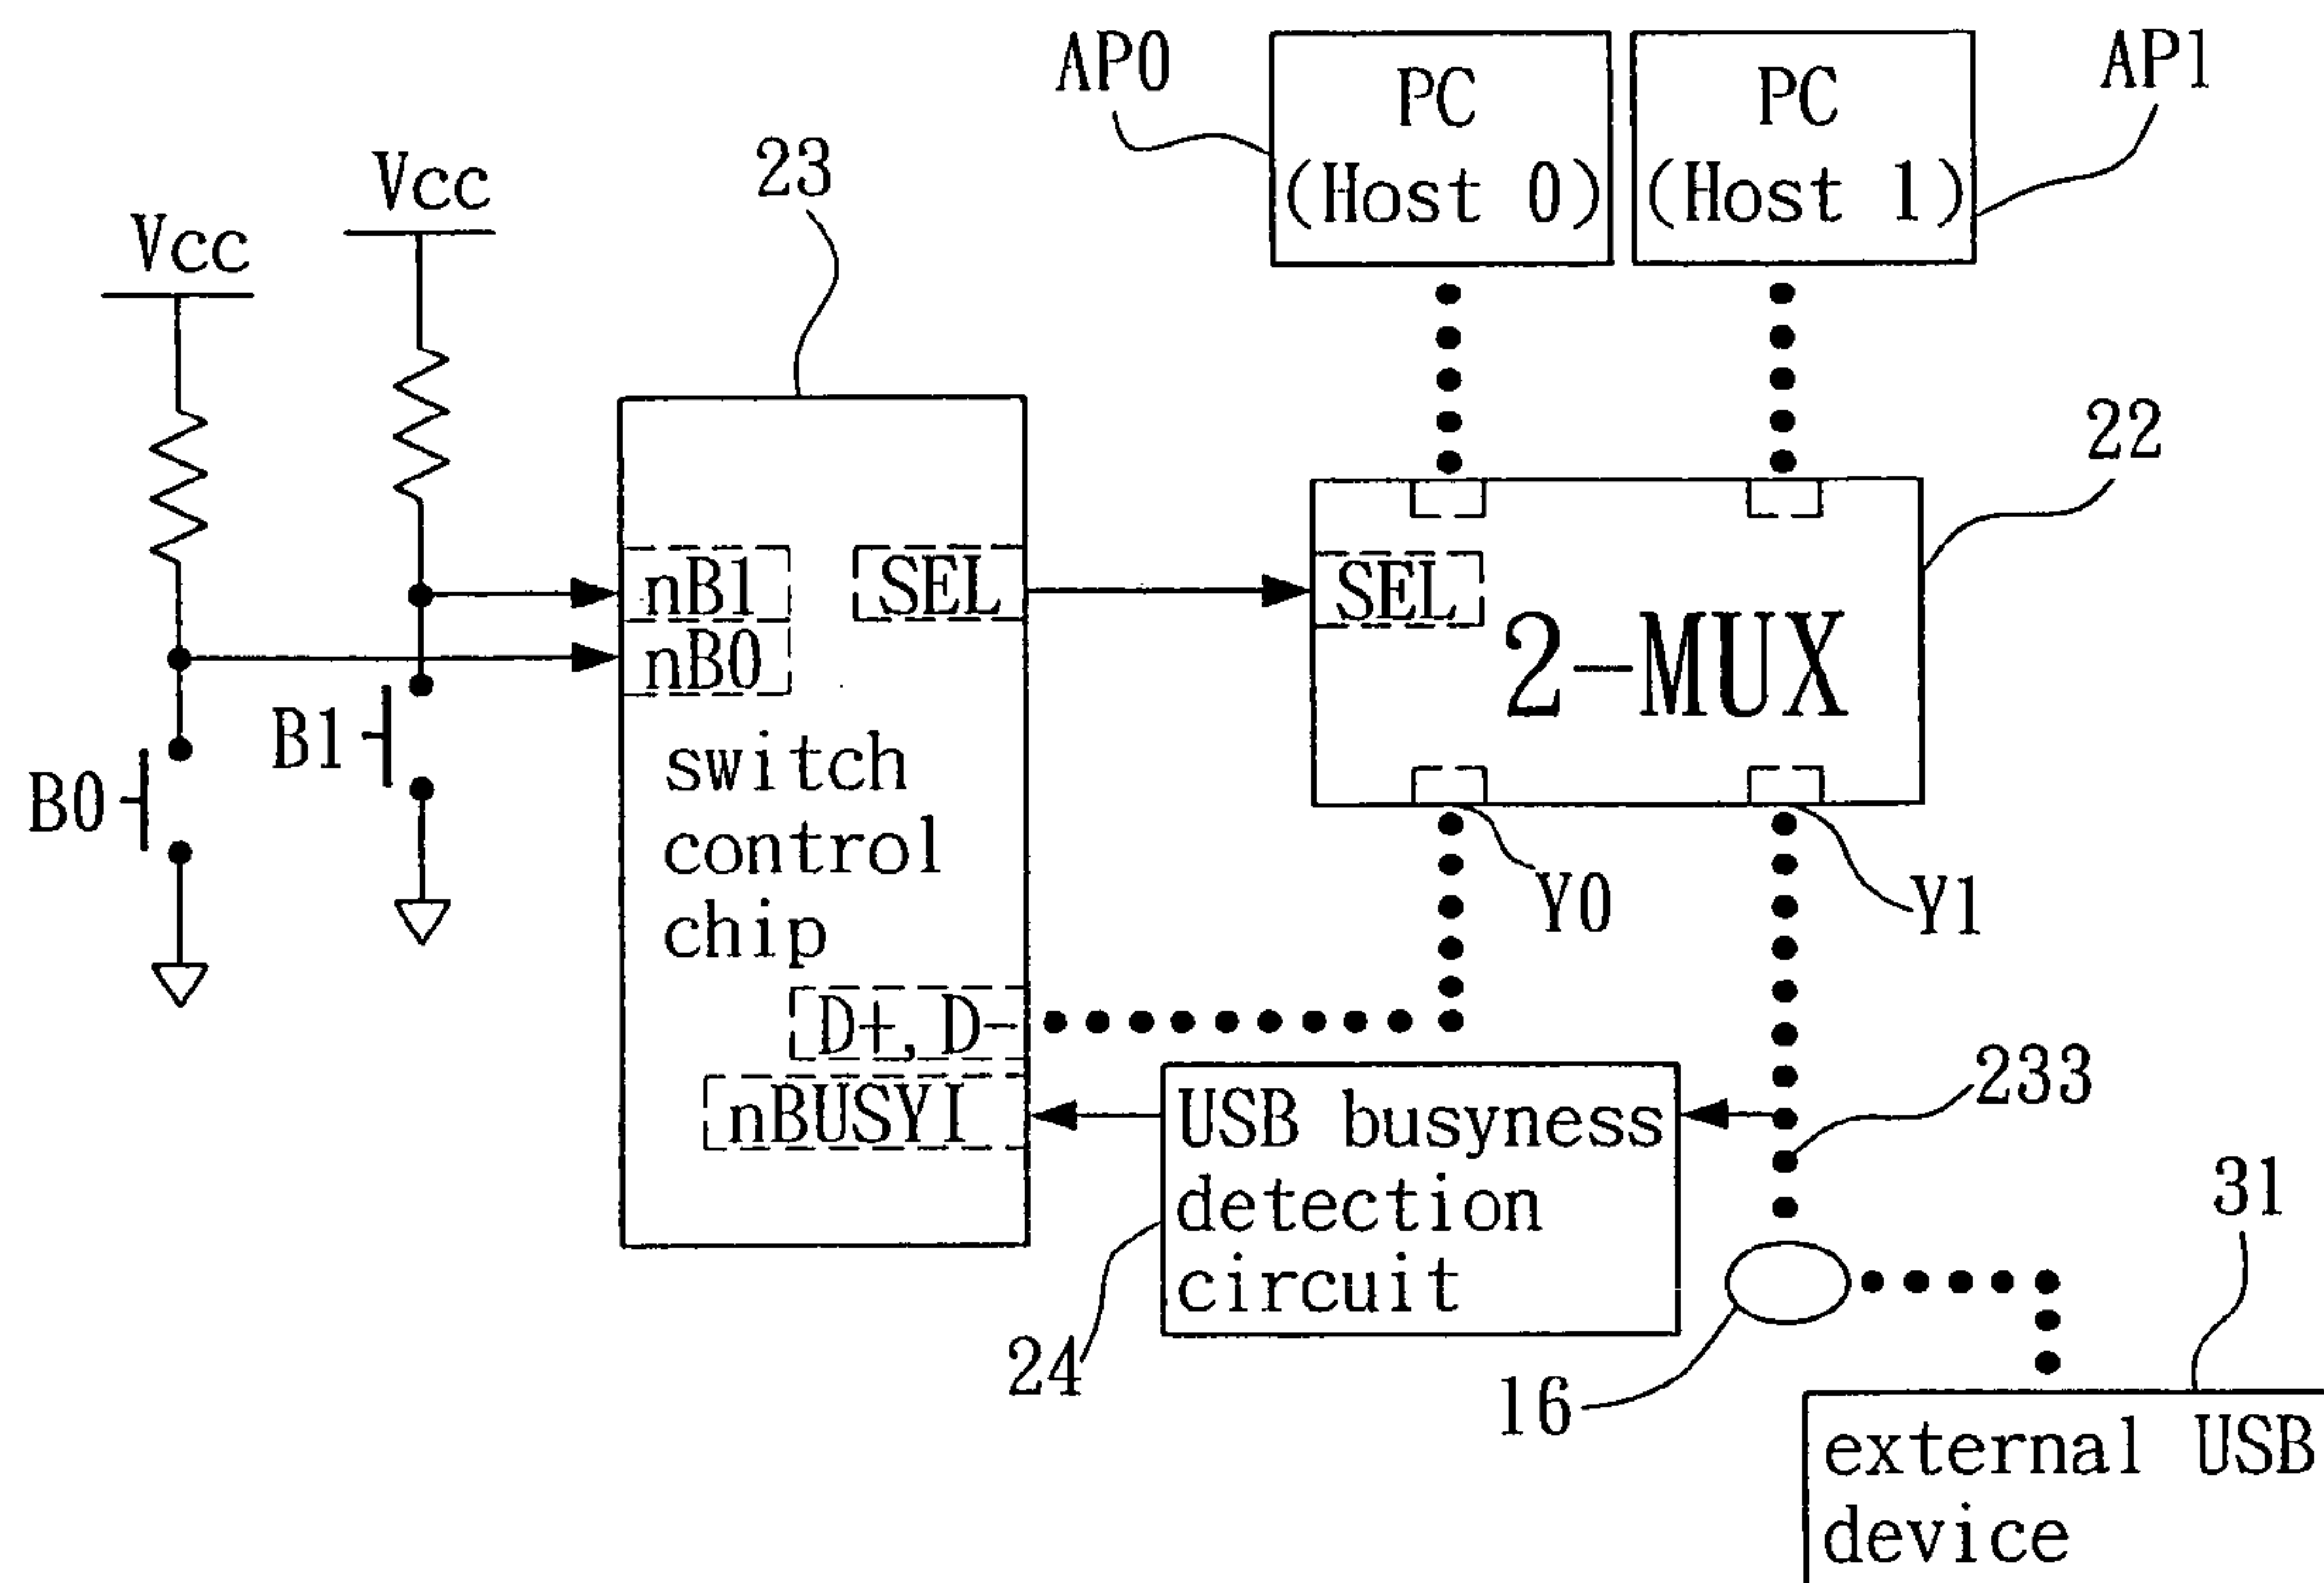 AP0
PC
(Host 0)
PC
(Host 1)
AP1
23
Vcc
Vcc
22
nB1
SEL
nB0
SEL
2-MUX
B1
B0
switch
control
chip
Y0
Y1
D+, D-
nBUSYI
USB busyness
detection
circuit
233
31
24
16
external USB
device